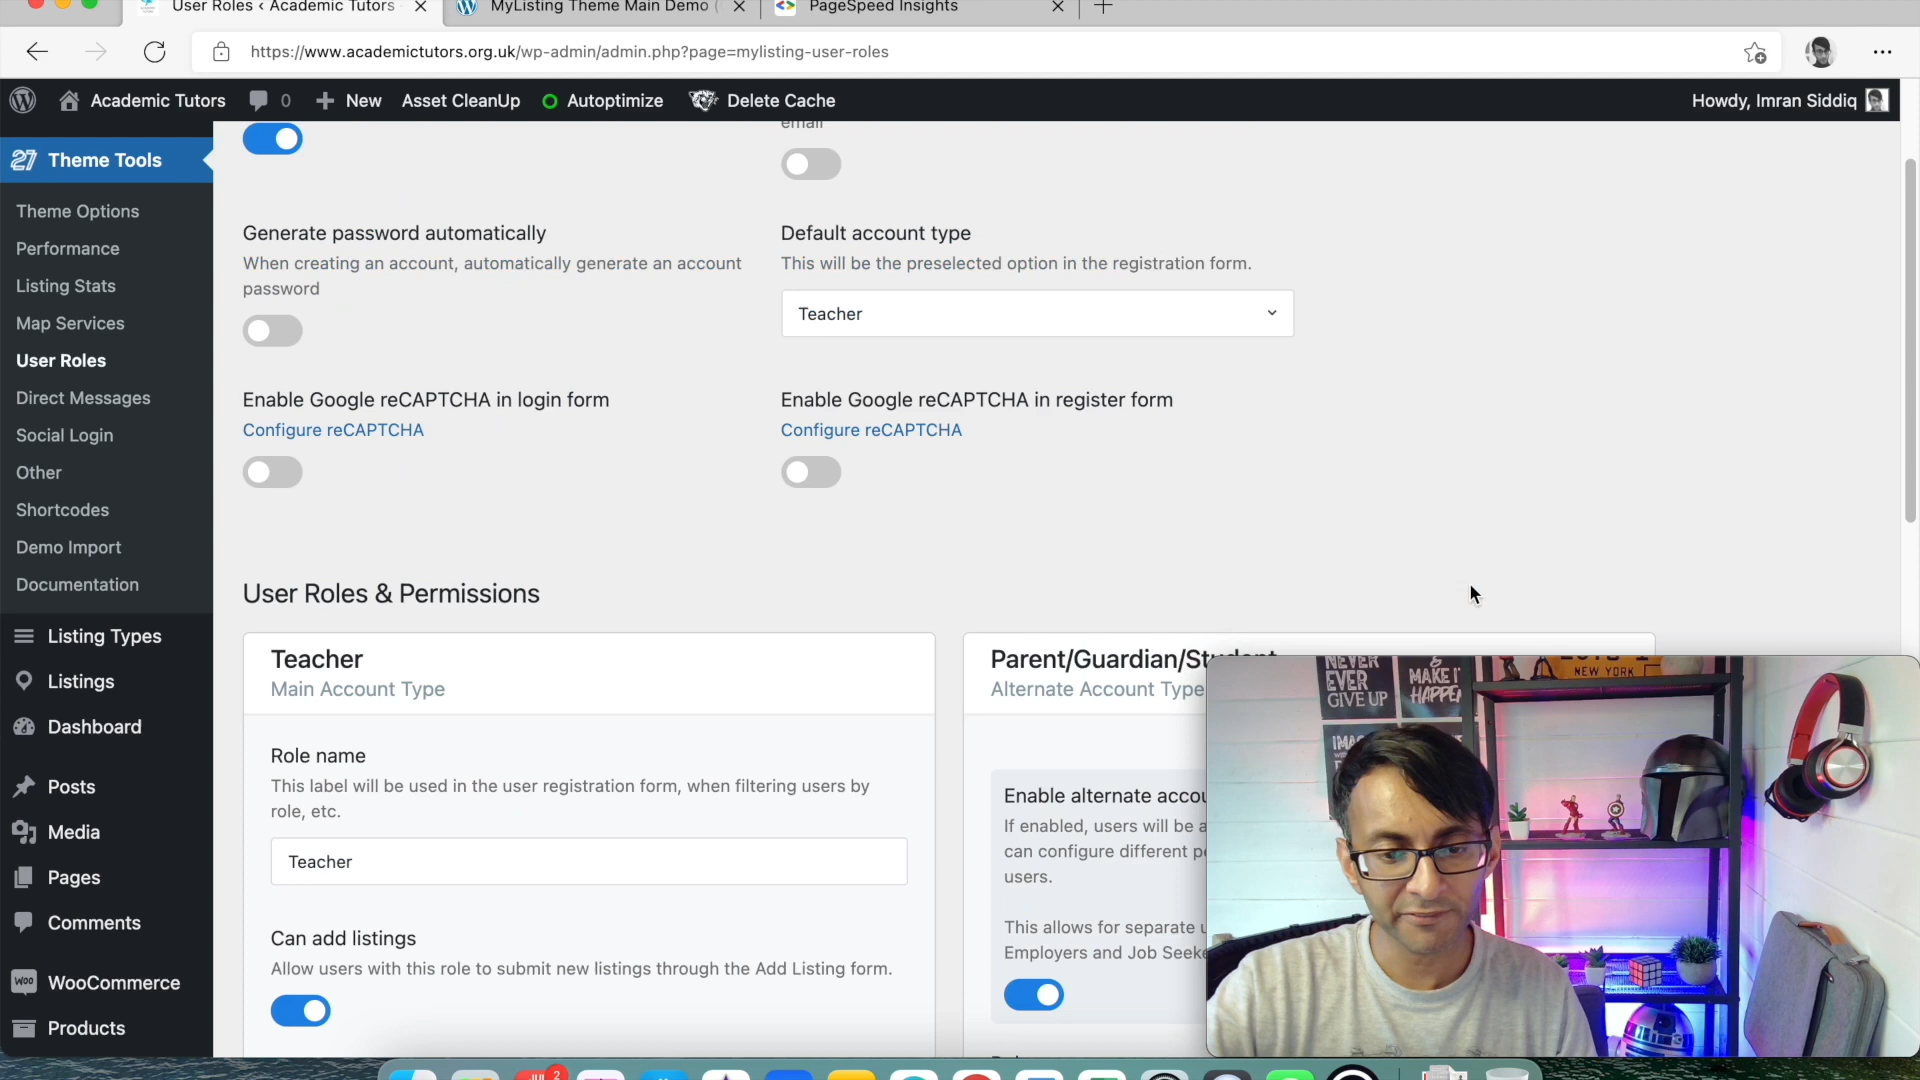 User Roles ‹ Academic Tutors
MyListing Theme Main Demo (
PageSpeed Insights
https://www.academictutors.org.uk/wp-admin/admin.php?page=mylisting-user-roles
Academic Tutors
0
New
Asset CleanUp
Autoptimize
Delete Cache
Howdy, Imran Siddiq
27 Theme Tools
Theme Options
Performance
Listing Stats
Map Services
User Roles
Direct Messages
Social Login
Other
Shortcodes
Demo Import
Documentation
Listing Types
Listings
Dashboard
Posts
Media
Pages
Comments
WooCommerce
Products
email
Generate password automatically
When creating an account, automatically generate an account
password
Default account type
This will be the preselected option in the registration form.
Teacher
Enable Google reCAPTCHA in login form
Configure reCAPTCHA
Enable Google reCAPTCHA in register form
Configure reCAPTCHA
User Roles & Permissions
Teacher
Main Account Type
Role name
This label will be used in the user registration form, when filtering users by
role, etc.
Teacher
Can add listings
Allow users with this role to submit new listings through the Add Listing form.
Parent/Guardian/Student
Alternate Account Type
Enable alternate accou
If enabled, users will be a
can configure different p
users.
This allows for separate u
Employers and Job Seeke
NEVER
EVER
GIVE UP
&
MAKE IT
HAPPEN
NEW YORK
2